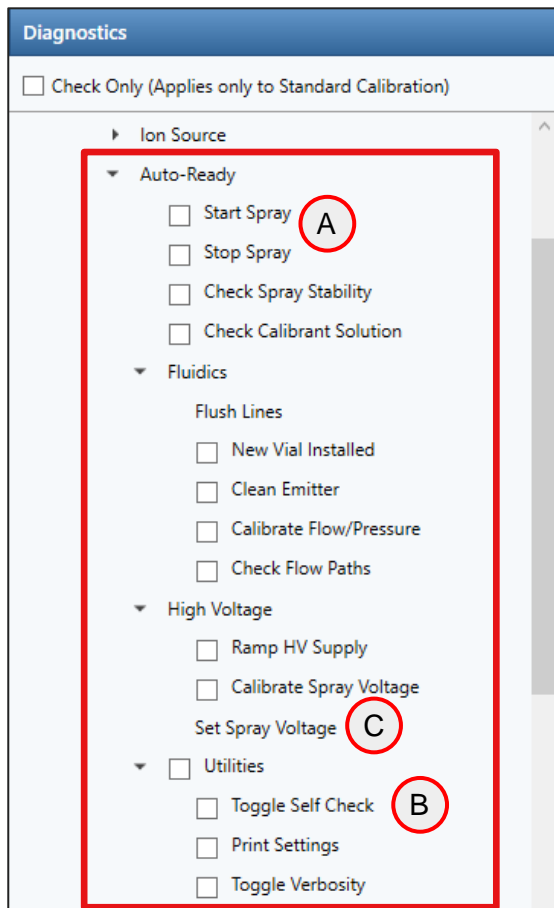 Diagnostics
Check Only (Applies only to Standard Calibration)
Ion Source
Auto-Ready
Start Spray
A
Stop Spray
Check Spray Stability
Check Calibrant Solution
Fluidics
Flush Lines
New Vial Installed
Clean Emitter
Calibrate Flow/Pressure
Check Flow Paths
High Voltage
Ramp HV Supply
Calibrate Spray Voltage
Set Spray Voltage C
Utilities
Toggle Self Check B
Print Settings
Toggle Verbosity